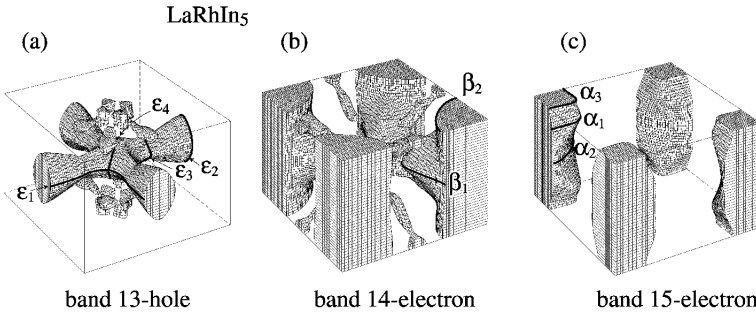 LaRhIn₅
(a)
(b)
(c)
ε₄
ε₁
ε₃
ε₂
β₂
β₁
α₃
α₁
α₂
band 13-hole
band 14-electron
band 15-electron